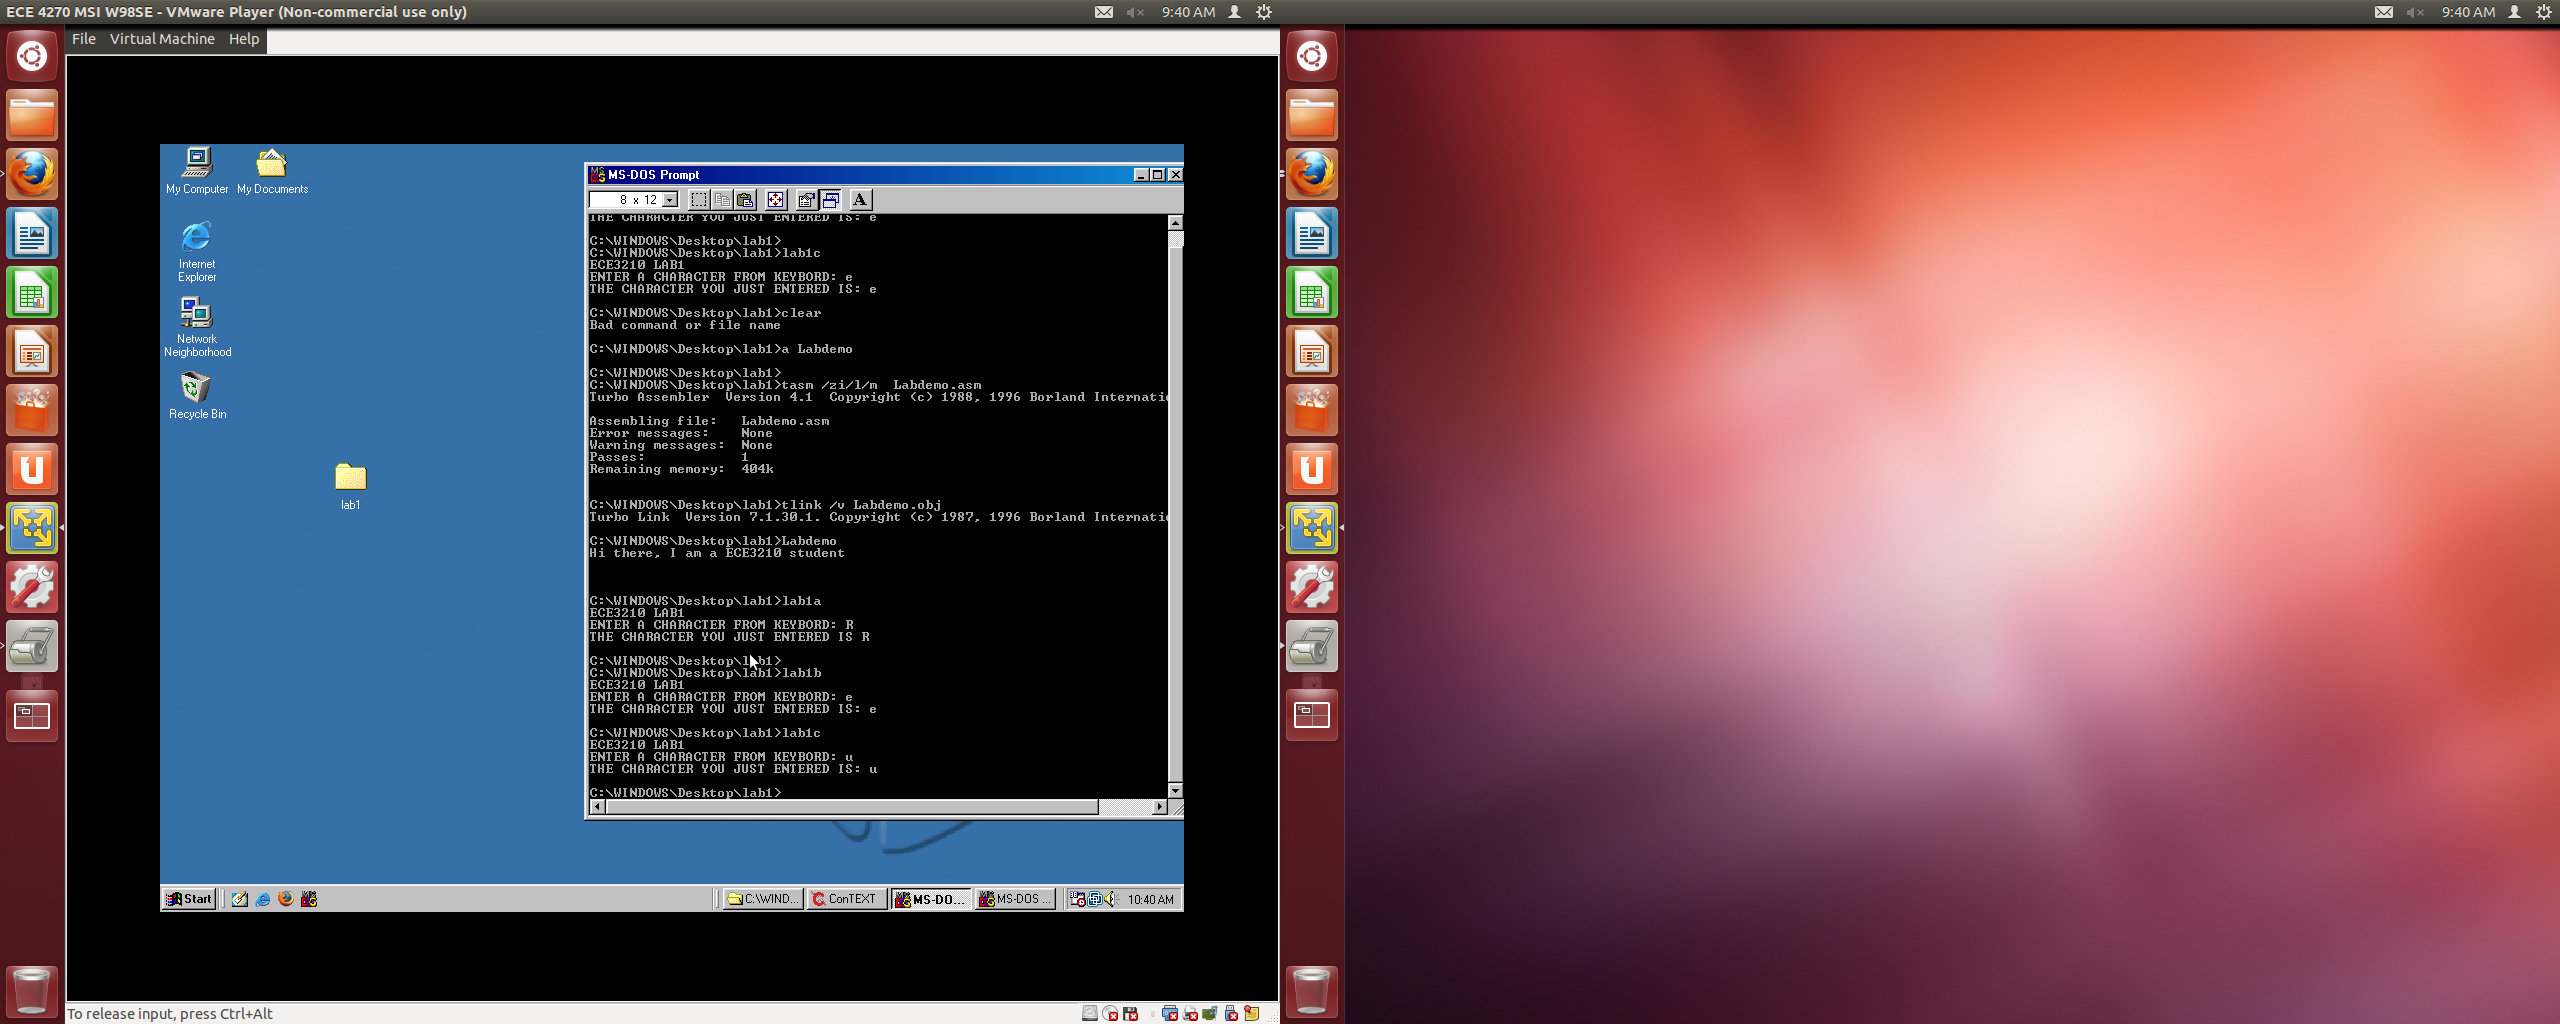 ECE 4270 MSI W98SE - VMware Player (Non-commercial use only)
9:40 AM
9:40 AM
File Virtual Machine Help
My Computer
My Documents
Internet
Explorer
Network
Neighborhood
Recycle Bin
lab1
MS-DOS Prompt
8 x 12
A
THE CHARACTER YOU JUST ENTERED IS: e
C:\WINDOWS\Desktop\lab1>
C:\WINDOWS\Desktop\lab1>lab1c
ECE3210 LAB1
ENTER A CHARACTER FROM KEYBORD: e
THE CHARACTER YOU JUST ENTERED IS: e
C:\WINDOWS\Desktop\lab1>clear
Bad command or file name
C:\WINDOWS\Desktop\lab1>a Labdemo
C:\WINDOWS\Desktop\lab1>
C:\WINDOWS\Desktop\lab1>tasm /zi/l/m  Labdemo.asm
Turbo Assembler  Version 4.1  Copyright (c) 1988, 1996 Borland Internatio
Assembling file:   Labdemo.asm
Error messages:    None
Warning messages:  None
Passes:            1
Remaining memory:  404k
C:\WINDOWS\Desktop\lab1>tlink /v Labdemo.obj
Turbo Link  Version 7.1.30.1. Copyright (c) 1987, 1996 Borland Internatio
C:\WINDOWS\Desktop\lab1>Labdemo
Hi there, I am a ECE3210 student
C:\WINDOWS\Desktop\lab1>lab1a
ECE3210 LAB1
ENTER A CHARACTER FROM KEYBORD: R
THE CHARACTER YOU JUST ENTERED IS R
C:\WINDOWS\Desktop\lab1>
C:\WINDOWS\Desktop\lab1>lab1b
ECE3210 LAB1
ENTER A CHARACTER FROM KEYBORD: e
THE CHARACTER YOU JUST ENTERED IS: e
C:\WINDOWS\Desktop\lab1>lab1c
ECE3210 LAB1
ENTER A CHARACTER FROM KEYBORD: u
THE CHARACTER YOU JUST ENTERED IS: u
C:\WINDOWS\Desktop\lab1>
Start
C:\WIND...
ConTEXT
MS-DO...
MS-DOS ...
10:40 AM
To release input, press Ctrl+Alt